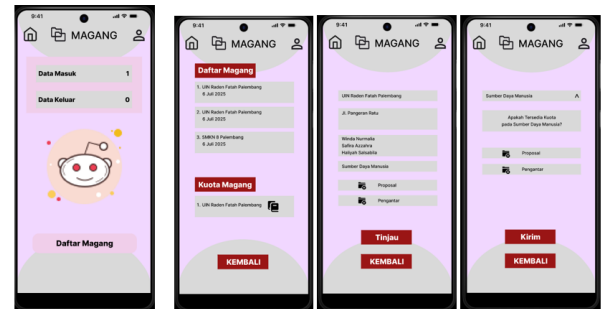 9:41
MAGANG
Data Masuk 1
Data Keluar 0
Daftar Magang
9:41
MAGANG
Daftar Magang
1. UIN Raden Fatah Palembang
6 Juli 2025
2. UIN Raden Fatah Palembang
6 Juli 2025
3. SMKN 8 Palembang
6 Juli 2025
Kuota Magang
1. UIN Raden Fatah Palembang
KEMBALI
9:41
MAGANG
UIN Raden Fatah Palembang
Jl. Pangeran Ratu
Winda Nurmalia
Safira Azzahra
Haliyah Salsabila
Sumber Daya Manusia
Proposal
Pengantar
Tinjau
KEMBALI
9:41
MAGANG
Sumber Daya Manusia
Apakah Tersedia Kuota
pada Sumber Daya Manusia?
Proposal
Pengantar
Kirim
KEMBALI